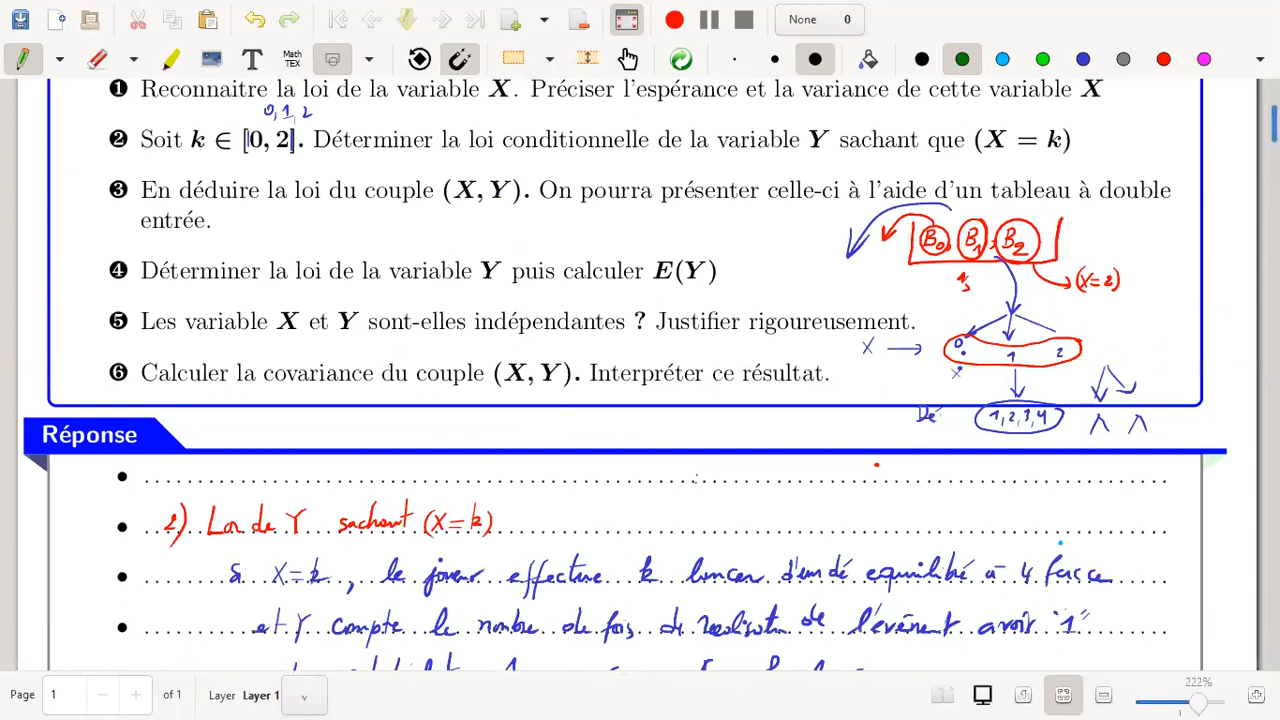 None 0
T Math TEX
❶ Reconnaitre la loi de la variable X. Préciser l'espérance et la variance de cette variable X
0, 1, 2
❷ Soit k ∈ [0, 2]. Déterminer la loi conditionnelle de la variable Y sachant que (X = k)
❸ En déduire la loi du couple (X, Y). On pourra présenter celle-ci à l'aide d'un tableau à double
entrée.
B0 B1 B2
❹ Déterminer la loi de la variable Y puis calculer E(Y)
(X=2)
❺ Les variable X et Y sont-elles indépendantes ? Justifier rigoureusement.
X 0 1 2
❻ Calculer la covariance du couple (X, Y). Interpréter ce résultat.
Dé 1, 2, 3, 4
Réponse
2) Loi de Y sachant (X=k)
Si X=k, le joueur effectue k lancer d'un dé equilibré à 4 faces
et Y compte le nombre de fois de realisation de l'évènent avoir "1"
Page 1 of 1 Layer Layer 1 222%